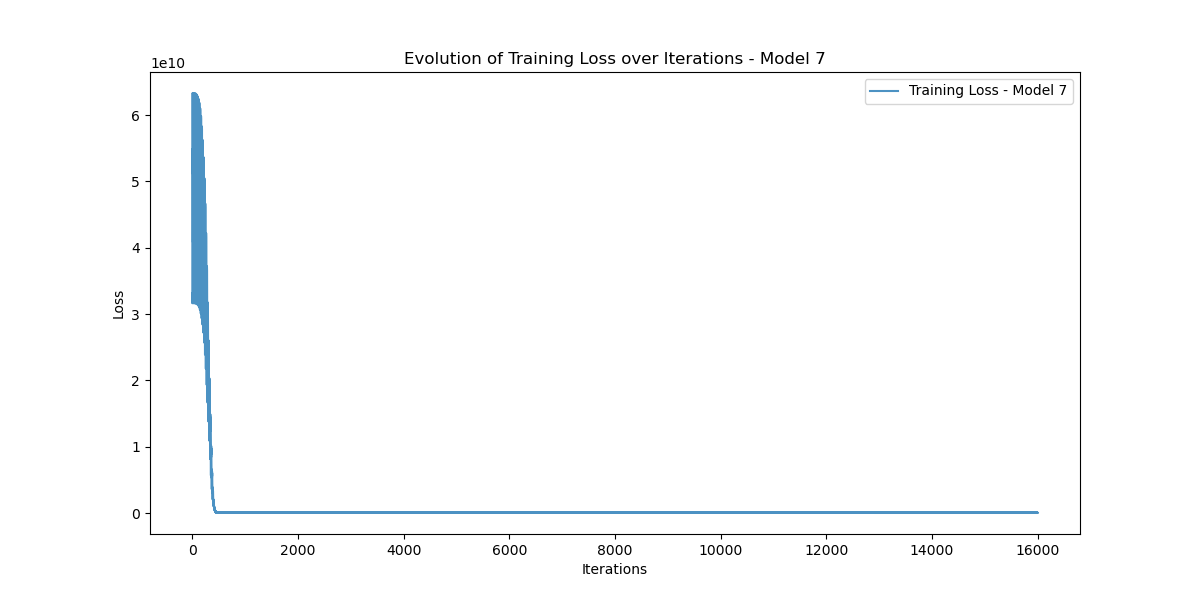 Evolution of Training Loss over Iterations - Model 7
1e10
Training Loss - Model 7
6
5
4
3
2
1
0
Loss
0 2000 4000 6000 8000 10000 12000 14000 16000
Iterations